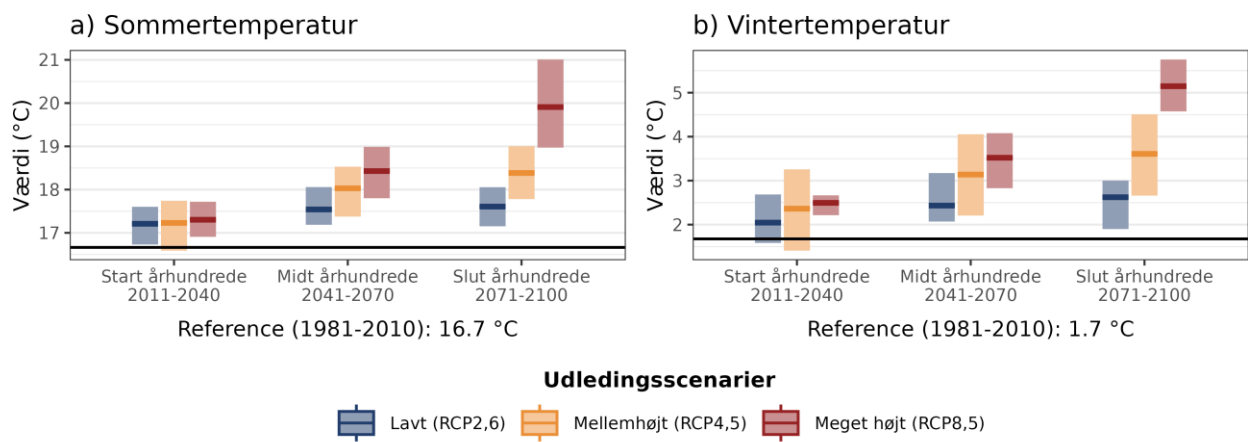 a) Sommertemperatur
Værdi (°C)
21
20
19
18
17
Start århundrede
2011-2040
Midt århundrede
2041-2070
Slut århundrede
2071-2100
Reference (1981-2010): 16.7 °C
b) Vintertemperatur
Værdi (°C)
5
4
3
2
Start århundrede
2011-2040
Midt århundrede
2041-2070
Slut århundrede
2071-2100
Reference (1981-2010): 1.7 °C
Udledingsscenarier
Lavt (RCP2,6)
Mellemhøjt (RCP4,5)
Meget højt (RCP8,5)